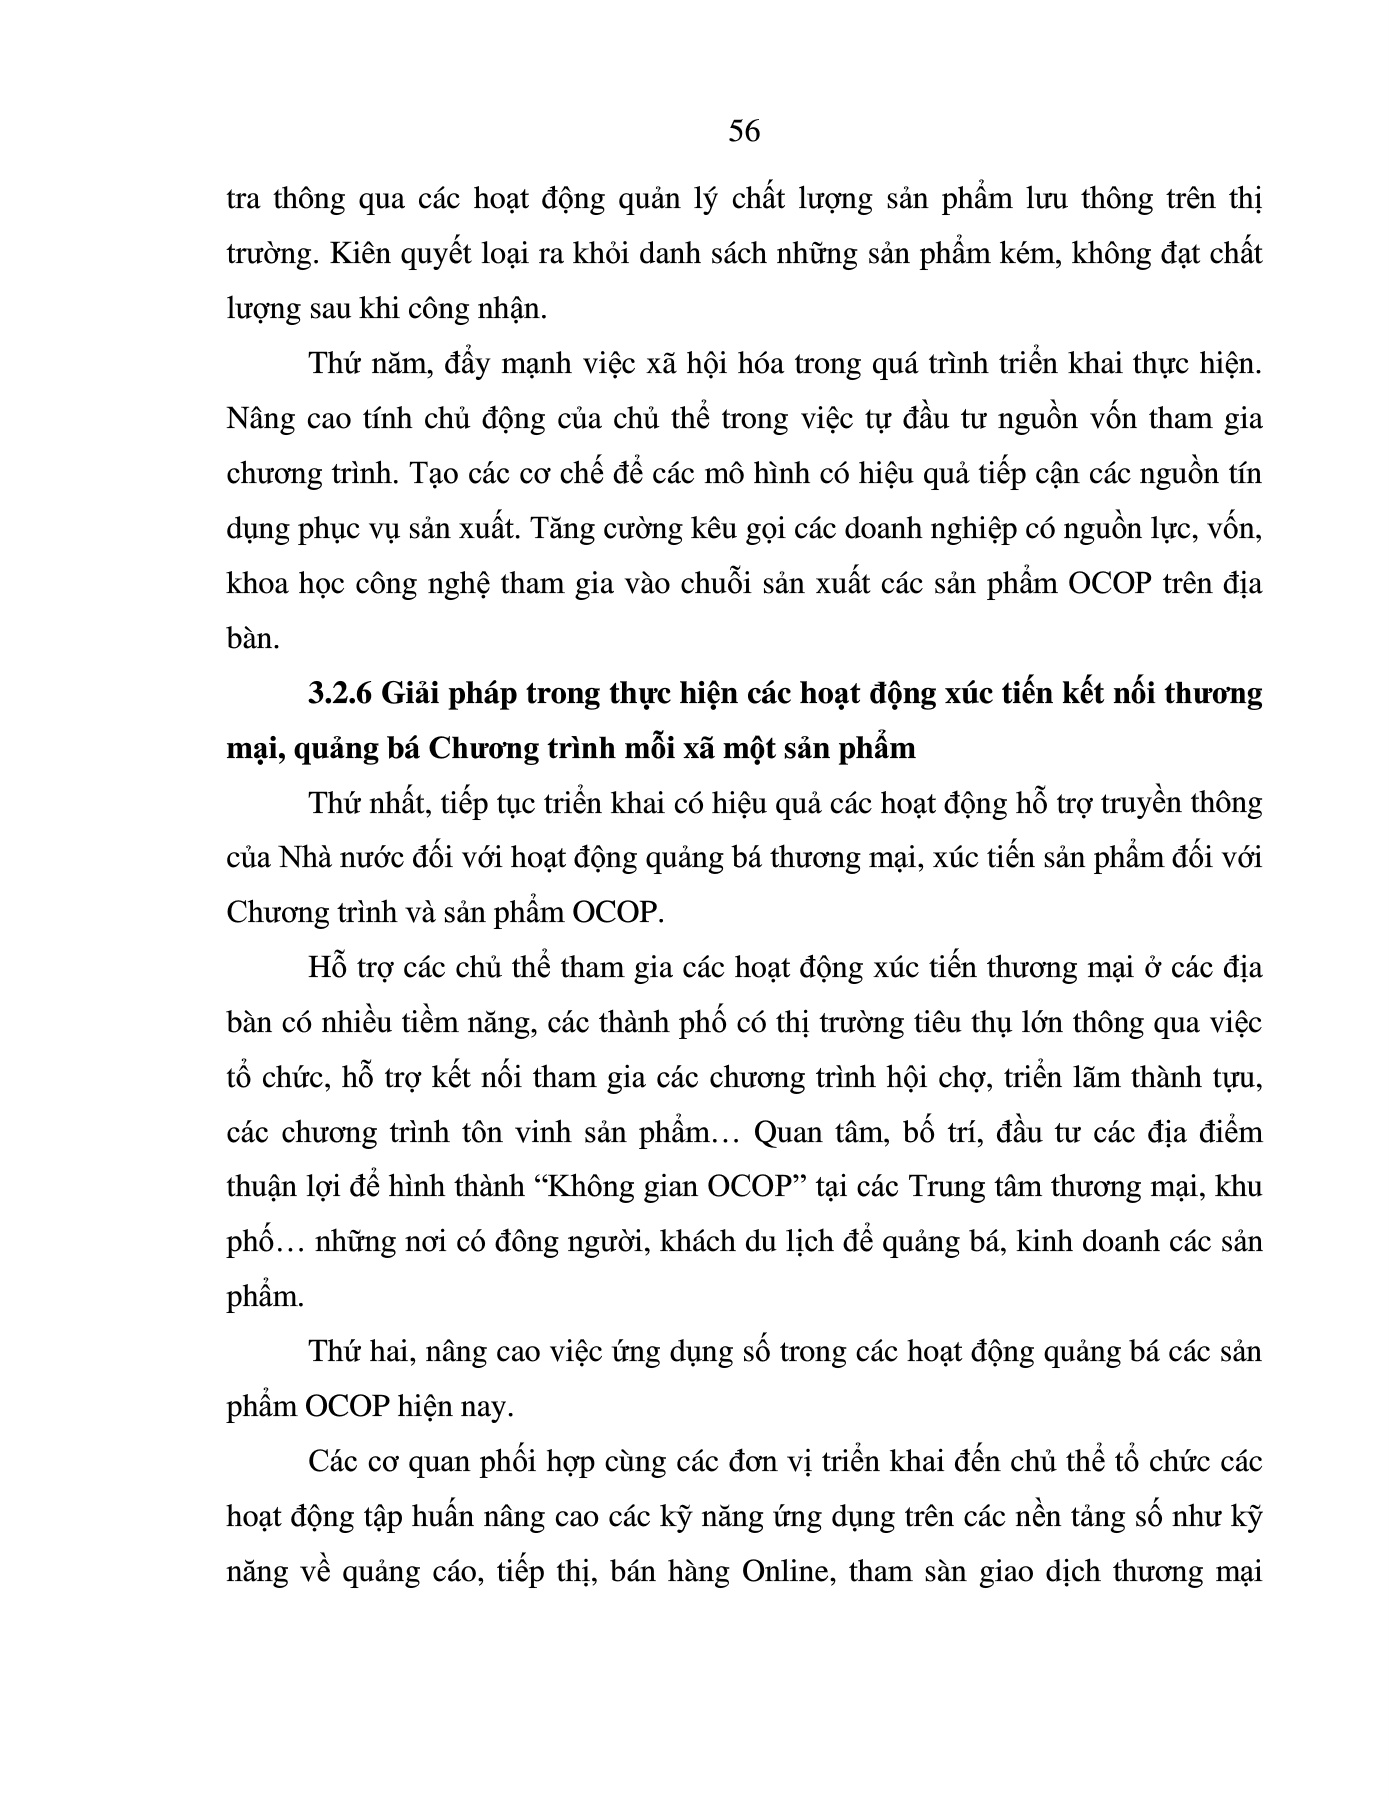 56
tra thông qua các hoạt động quản lý chất lượng sản phẩm lưu thông trên thị
trường. Kiên quyết loại ra khỏi danh sách những sản phẩm kém, không đạt chất
lượng sau khi công nhận.
Thứ năm, đẩy mạnh việc xã hội hóa trong quá trình triển khai thực hiện.
Nâng cao tính chủ động của chủ thể trong việc tự đầu tư nguồn vốn tham gia
chương trình. Tạo các cơ chế để các mô hình có hiệu quả tiếp cận các nguồn tín
dụng phục vụ sản xuất. Tăng cường kêu gọi các doanh nghiệp có nguồn lực, vốn,
khoa học công nghệ tham gia vào chuỗi sản xuất các sản phẩm OCOP trên địa
bàn.
3.2.6 Giải pháp trong thực hiện các hoạt động xúc tiến kết nối thương
mại, quảng bá Chương trình mỗi xã một sản phẩm
Thứ nhất, tiếp tục triển khai có hiệu quả các hoạt động hỗ trợ truyền thông
của Nhà nước đối với hoạt động quảng bá thương mại, xúc tiến sản phẩm đối với
Chương trình và sản phẩm OCOP.
Hỗ trợ các chủ thể tham gia các hoạt động xúc tiến thương mại ở các địa
bàn có nhiều tiềm năng, các thành phố có thị trường tiêu thụ lớn thông qua việc
tổ chức, hỗ trợ kết nối tham gia các chương trình hội chợ, triển lãm thành tựu,
các chương trình tôn vinh sản phẩm… Quan tâm, bố trí, đầu tư các địa điểm
thuận lợi để hình thành “Không gian OCOP” tại các Trung tâm thương mại, khu
phố… những nơi có đông người, khách du lịch để quảng bá, kinh doanh các sản
phẩm.
Thứ hai, nâng cao việc ứng dụng số trong các hoạt động quảng bá các sản
phẩm OCOP hiện nay.
Các cơ quan phối hợp cùng các đơn vị triển khai đến chủ thể tổ chức các
hoạt động tập huấn nâng cao các kỹ năng ứng dụng trên các nền tảng số như kỹ
năng về quảng cáo, tiếp thị, bán hàng Online, tham sàn giao dịch thương mại